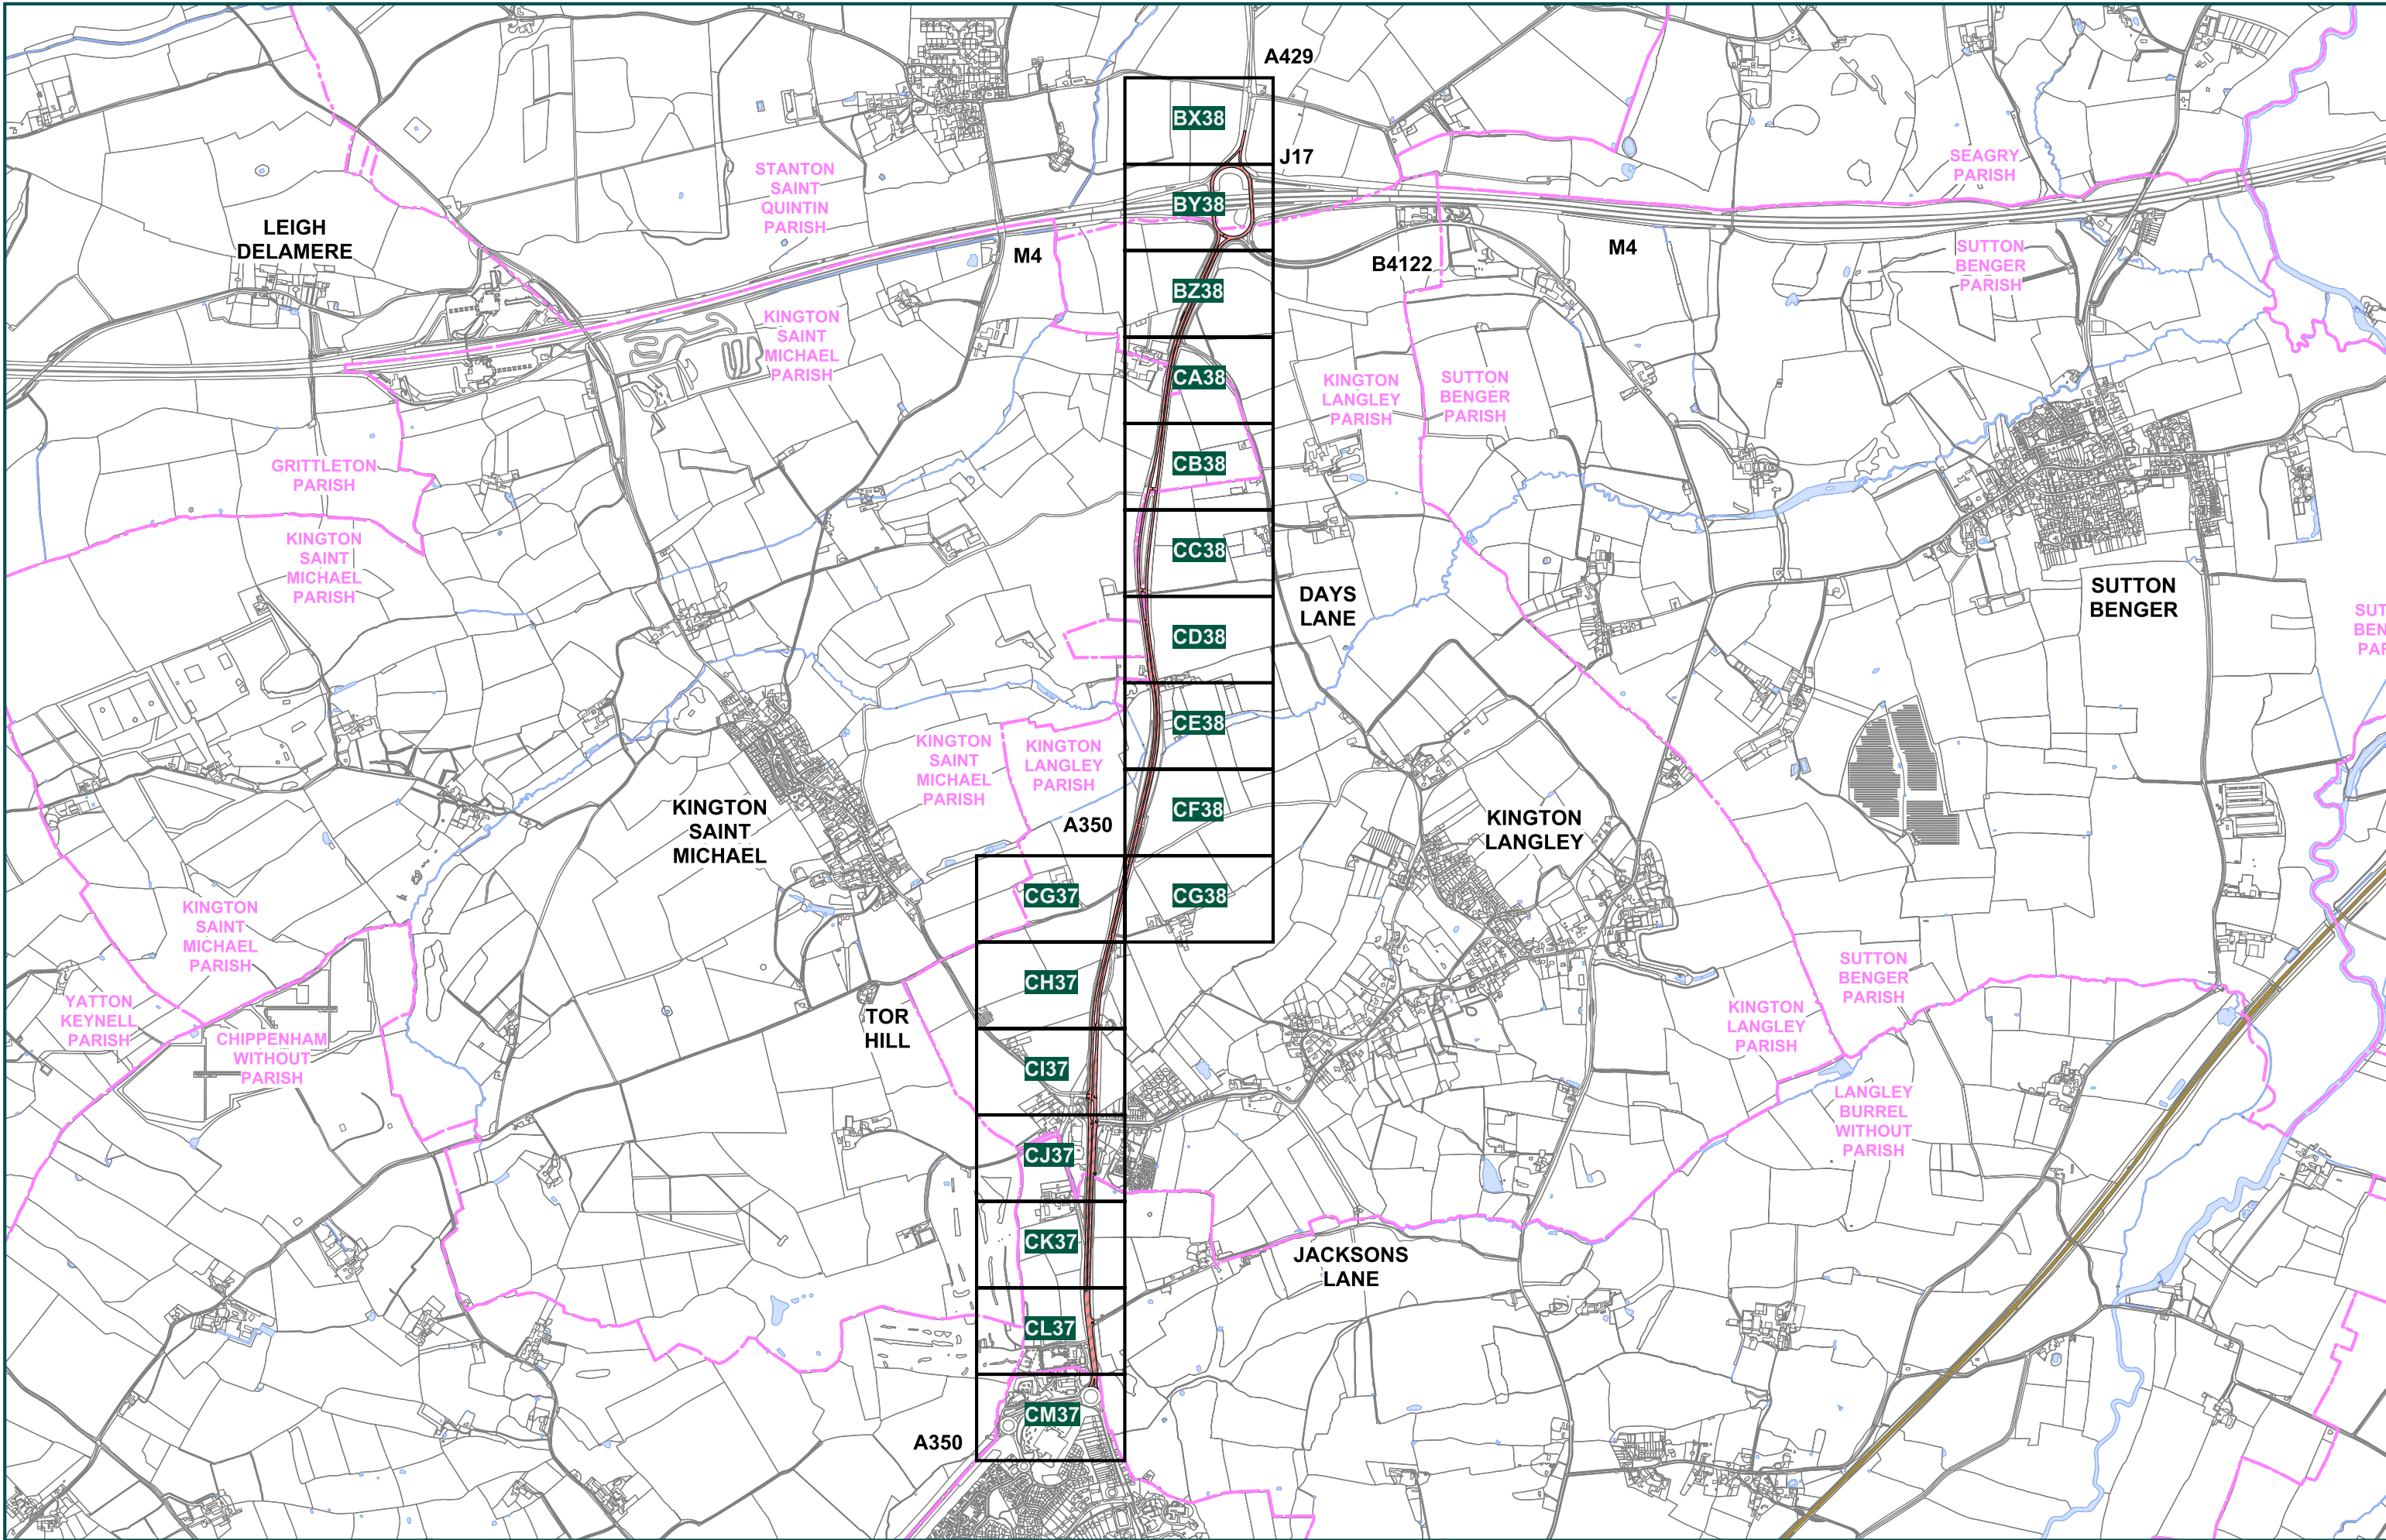 A429
BX38
J17
STANTON
SAINT
QUINTIN
PARISH
SEAGRY
PARISH
BY38
LEIGH
DELAMERE
M4
B4122
M4
SUTTON
BENGER
PARISH
BZ38
KINGTON
SAINT
MICHAEL
PARISH
CA38
KINGTON
LANGLEY
PARISH
SUTTON
BENGER
PARISH
GRITTLETON
PARISH
CB38
KINGTON
SAINT
MICHAEL
PARISH
CC38
DAYS
LANE
SUTTON
BENGER
SUT
BEN
PAR
CD38
KINGTON
SAINT
MICHAEL
PARISH
KINGTON
LANGLEY
PARISH
CE38
KINGTON
SAINT
MICHAEL
A350
CF38
KINGTON
LANGLEY
CG37
CG38
KINGTON
SAINT
MICHAEL
PARISH
CH37
SUTTON
BENGER
PARISH
YATTON
KEYNELL
PARISH
CHIPPENHAM
WITHOUT
PARISH
TOR
HILL
KINGTON
LANGLEY
PARISH
CI37
LANGLEY
BURREL
WITHOUT
PARISH
CJ37
CK37
JACKSONS
LANE
CL37
CM37
A350